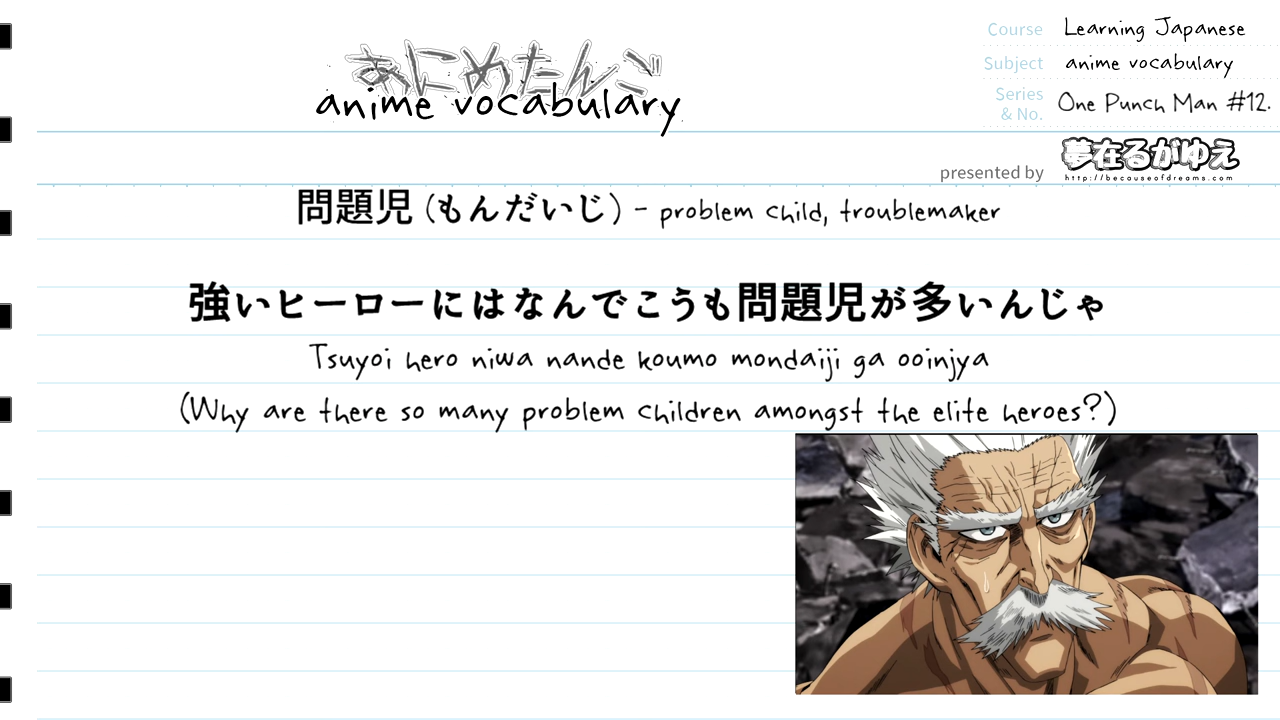 あにめたんご
anime vocabulary
Course Learning Japanese
Subject anime vocabulary
Series & No. One Punch Man #12.
presented by 夢在るがゆえ
http://becauseofdreams.com
問題児 (もんだいじ) - problem child, troublemaker
強いヒーローにはなんでこうも問題児が多いんじゃ
Tsuyoi hero niwa nande koumo mondaiji ga ooinjya
(Why are there so many problem children amongst the elite heroes?)